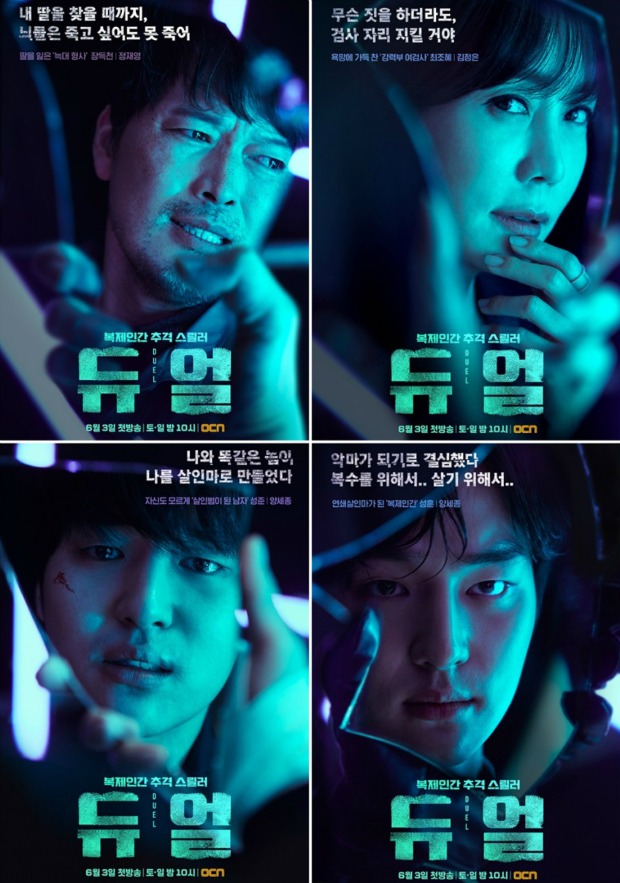 내 딸을 찾을 때까지,
늬들은 죽고 싶어도 못 죽어
딸을 잃은 '늑대 형사' 장득천 | 정재영
복제인간 추격 스릴러
듀얼
DUEL
6월 3일 첫방송 | 토·일 밤 10시 | OCN
무슨 짓을 하더라도,
검사 자리 지킬 거야
욕망에 가득 찬 '강력부 여검사' 최조혜 | 김정은
복제인간 추격 스릴러
듀얼
DUEL
6월 3일 첫방송 | 토·일 밤 10시 | OCN
나와 똑같은 놈이,
나를 살인마로 만들었다
자신도 모르게 '살인범이 된 남자' 성준 | 양세종
복제인간 추격 스릴러
듀얼
DUEL
6월 3일 첫방송 | 토·일 밤 10시 | OCN
악마가 되기로 결심했다
복수를 위해서.. 살기 위해서..
연쇄살인마가 된 '복제인간' 성훈 | 양세종
복제인간 추격 스릴러
듀얼
DUEL
6월 3일 첫방송 | 토·일 밤 10시 | OCN